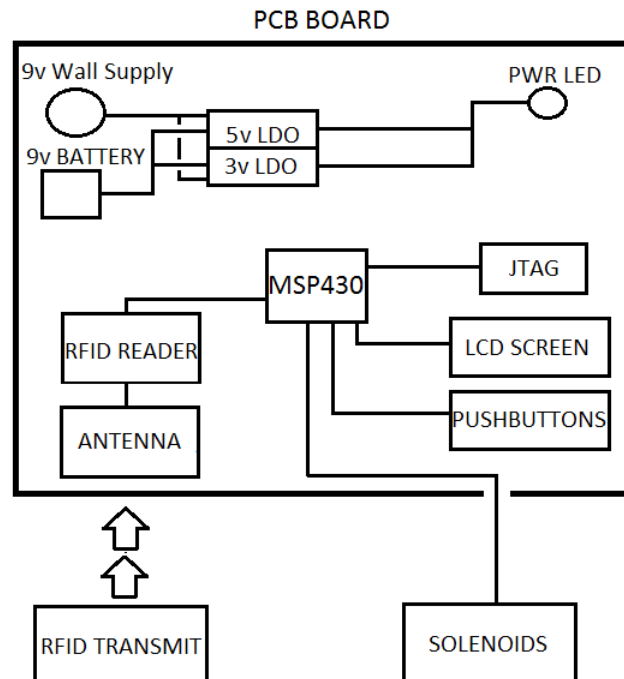 PCB BOARD
9v Wall Supply
PWR LED
5v LDO
9v BATTERY
3v LDO
MSP430
JTAG
RFID READER
LCD SCREEN
PUSHBUTTONS
ANTENNA
RFID TRANSMIT
SOLENOIDS